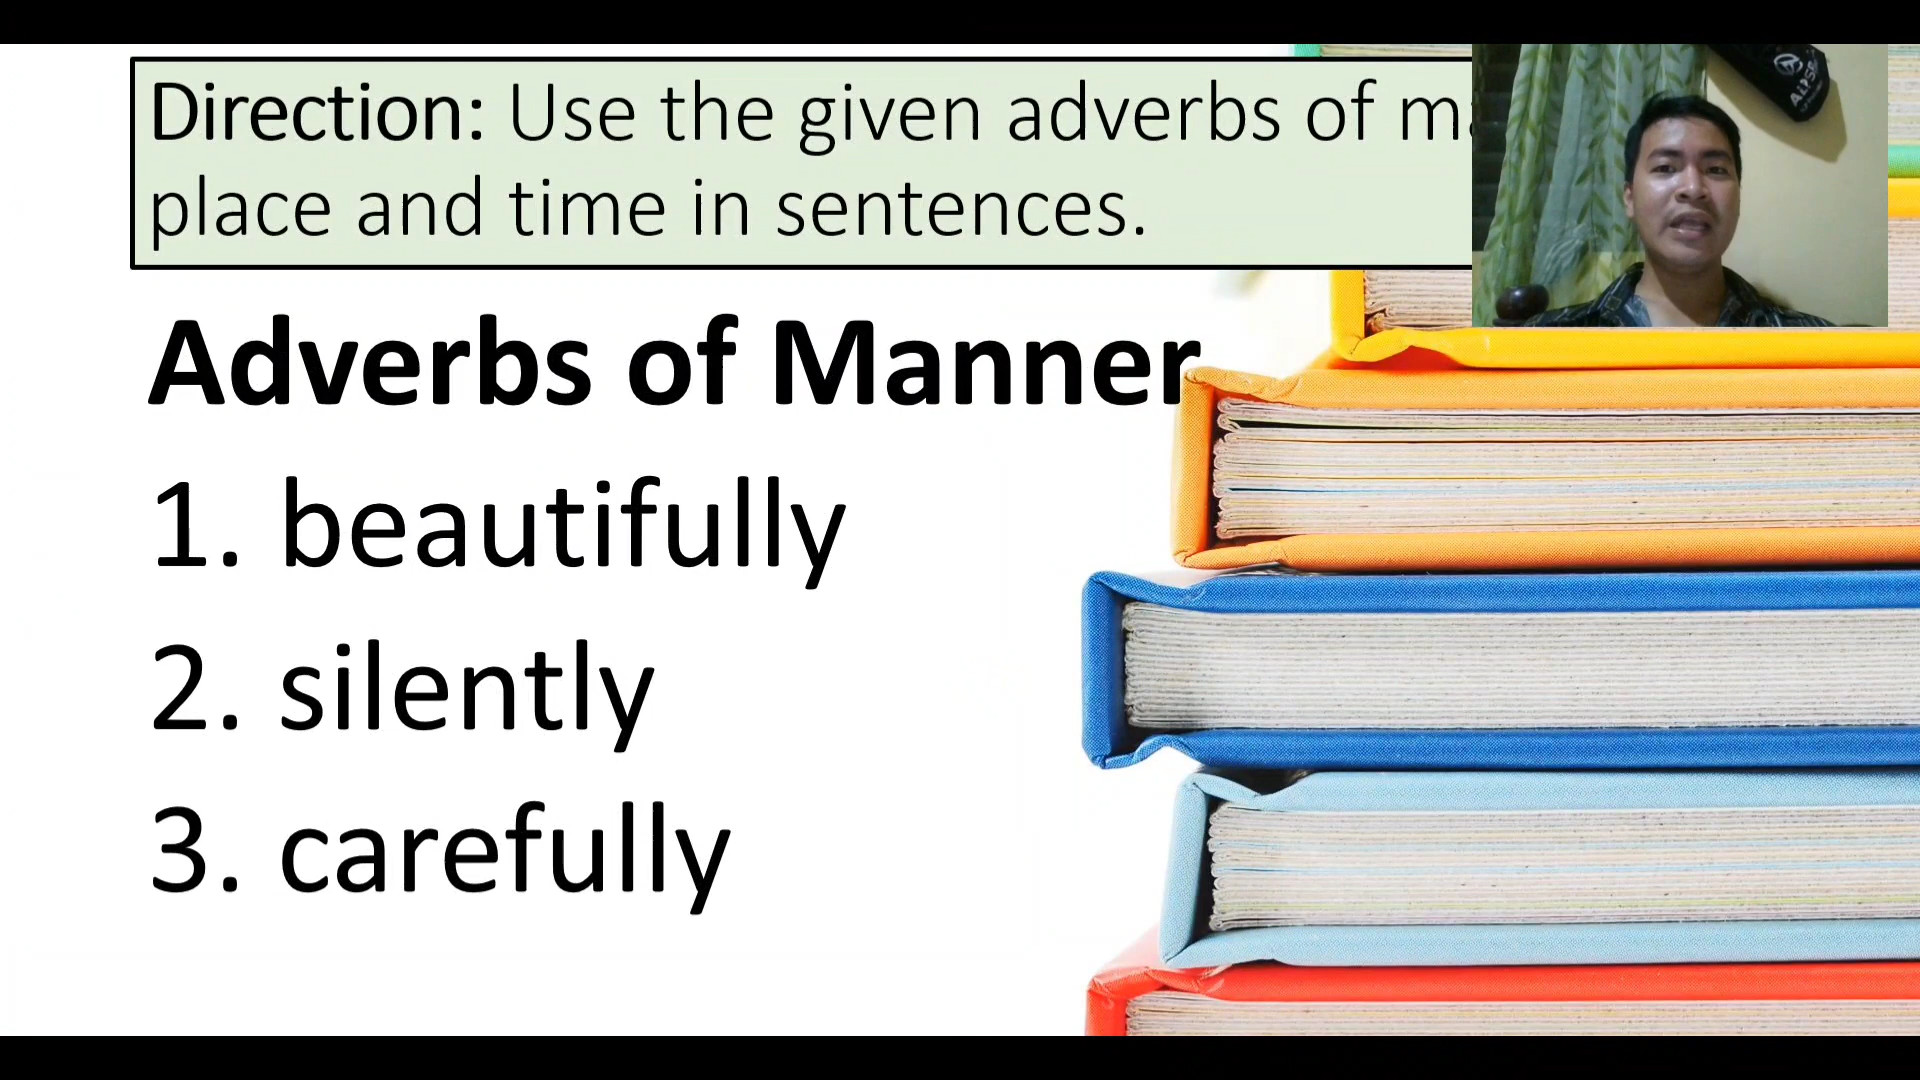 Direction: Use the given adverbs of
place and time in sentences.
Adverbs of Manner
1. beautifully
2. silently
3. carefully